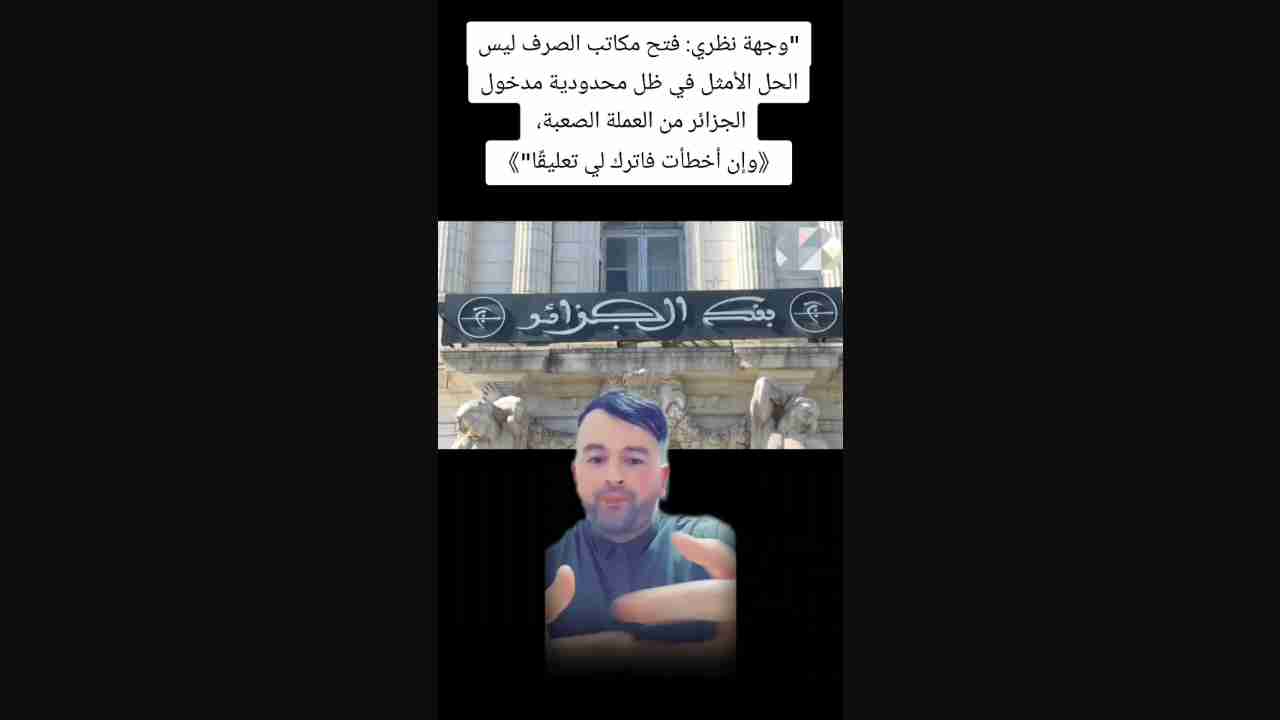 "وجهة نظري: فتح مكاتب الصرف ليس
الحل الأمثل في ظل محدودية مدخول
الجزائر من العملة الصعبة،
《وإن أخطأت فاترك لي تعليقًا"》
بنك الجزائر